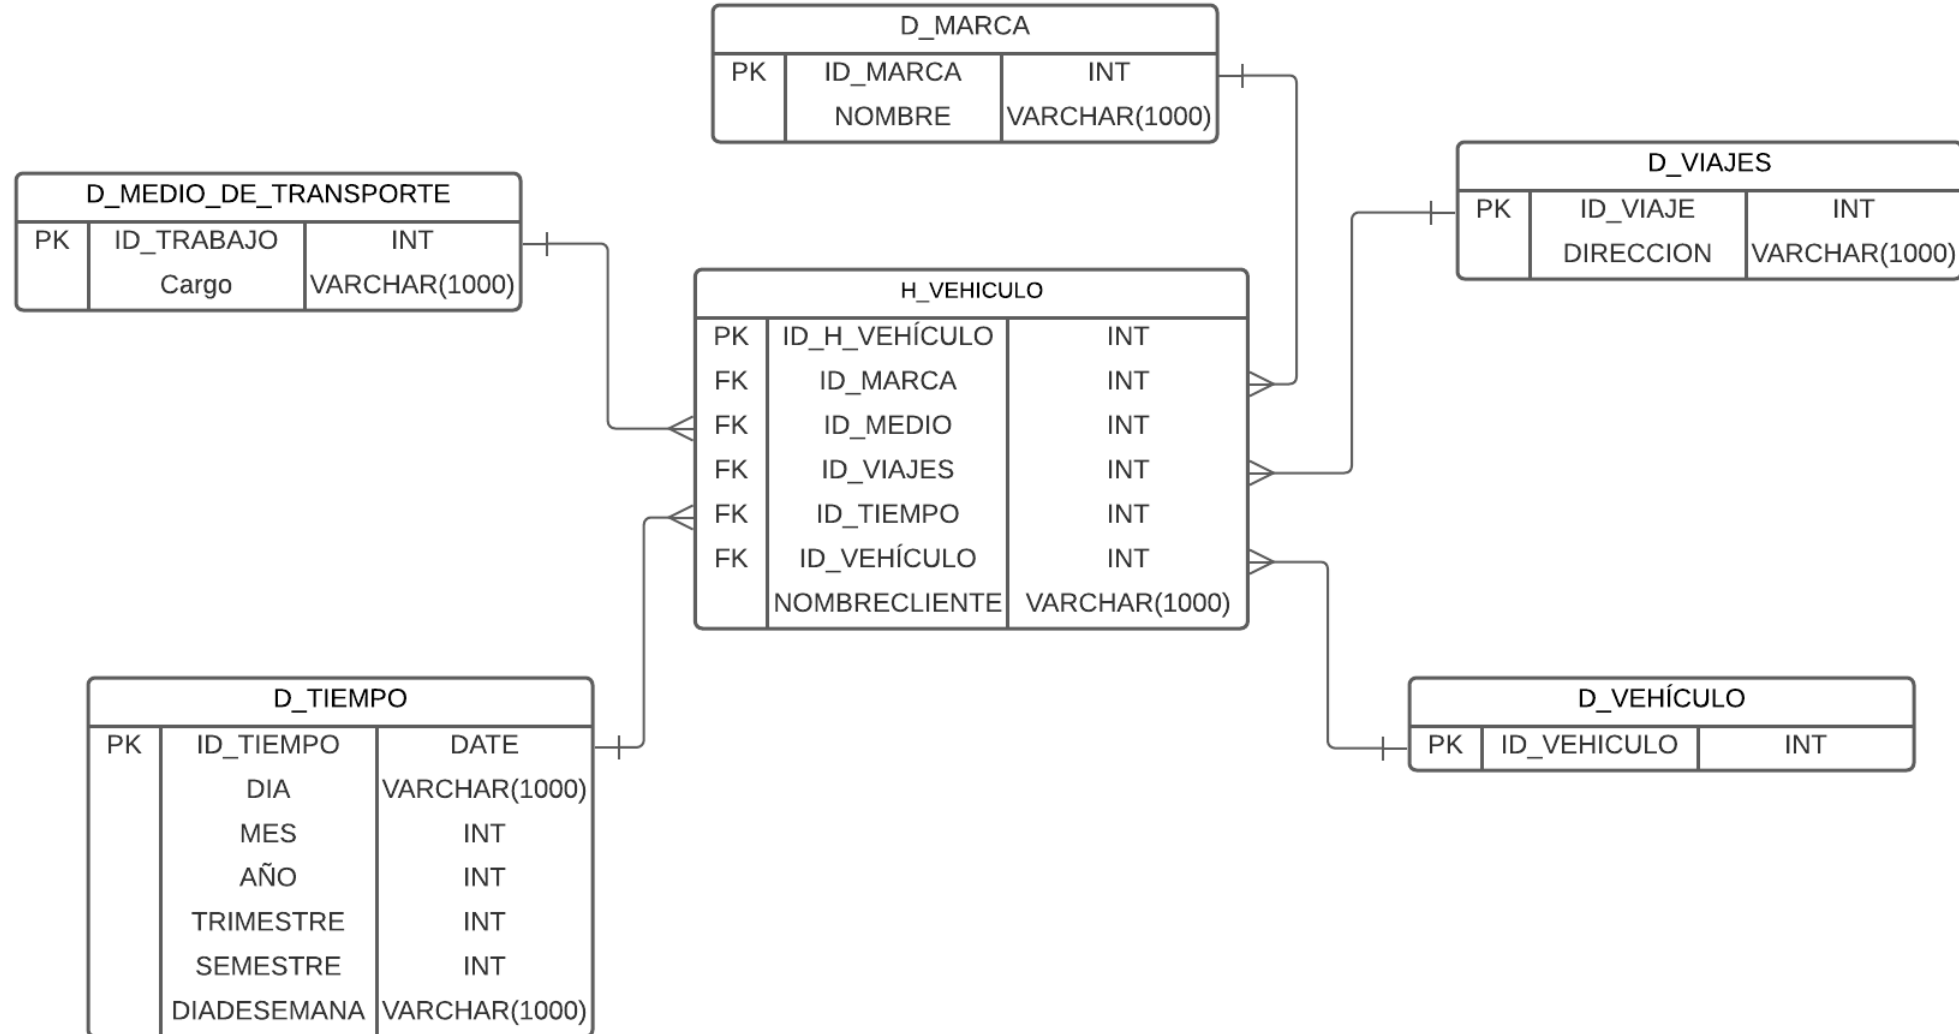 D_MARCA
PK ID_MARCA INT
NOMBRE VARCHAR(1000)
D_MEDIO_DE_TRANSPORTE
PK ID_TRABAJO INT
Cargo VARCHAR(1000)
D_VIAJES
PK ID_VIAJE INT
DIRECCION VARCHAR(1000)
H_VEHICULO
PK ID_H_VEHÍCULO INT
FK ID_MARCA INT
FK ID_MEDIO INT
FK ID_VIAJES INT
FK ID_TIEMPO INT
FK ID_VEHÍCULO INT
NOMBRECLIENTE VARCHAR(1000)
D_TIEMPO
PK ID_TIEMPO DATE
DIA VARCHAR(1000)
MES INT
AÑO INT
TRIMESTRE INT
SEMESTRE INT
DIADESEMANA VARCHAR(1000)
D_VEHÍCULO
PK ID_VEHICULO INT